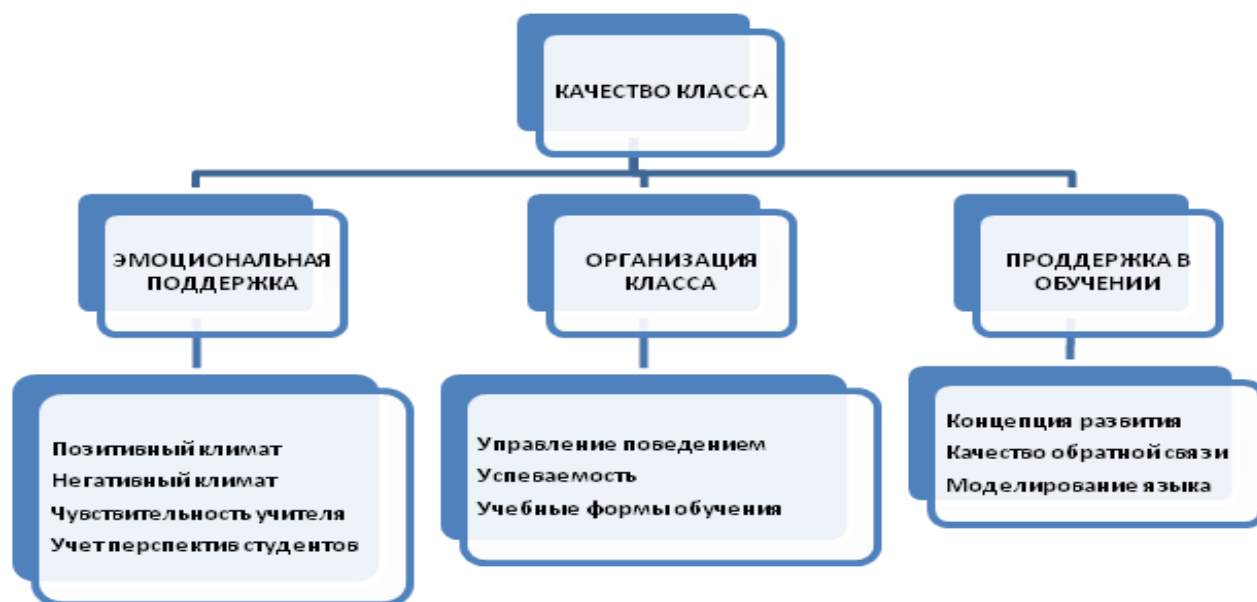 КАЧЕСТВО КЛАССА
ЭМОЦИОНАЛЬНАЯ
ПОДДЕРЖКА
ОРГАНИЗАЦИЯ
КЛАССА
ПРОДДЕРЖКА В
ОБУЧЕНИИ
Позитивный климат
Негативный климат
Чувствительность учителя
Учет перспектив студентов
Управление поведением
Успеваемость
Учебные формы обучения
Концепция развития
Качество обратной связи
Моделирование языка